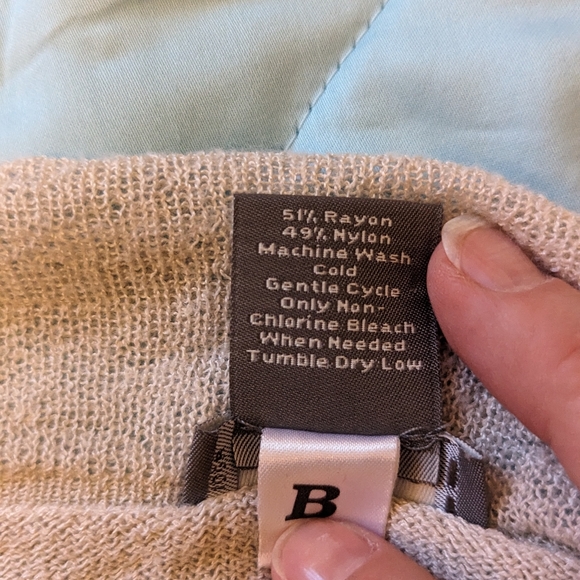 51% Rayon
49% Nylon
Machine Wash
Cold
Gentle Cycle
Only Non-
Chlorine Bleach
When Needed
Tumble Dry Low
B